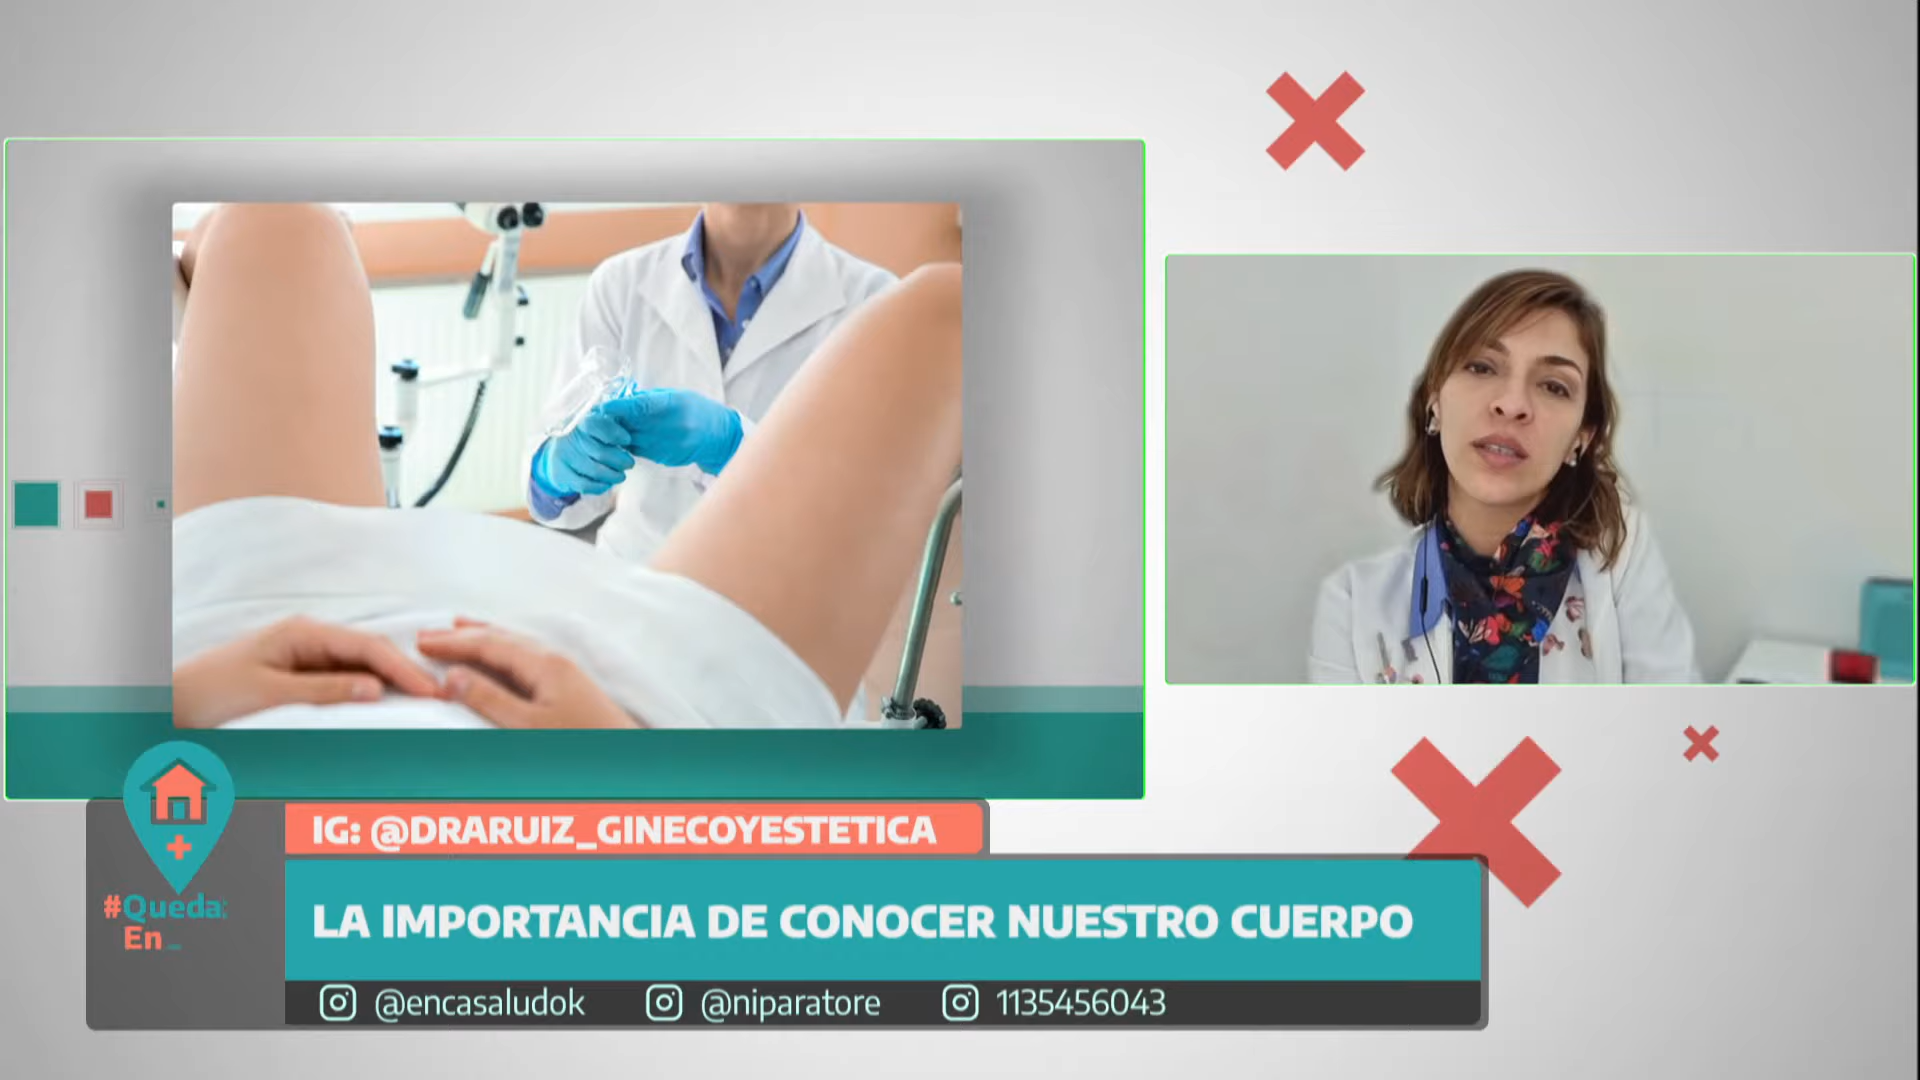 IG: @DRARUIZ_GINECOYESTETICA
LA IMPORTANCIA DE CONOCER NUESTRO CUERPO
#Queda
En
@encasaludok @niparatore 1135456043